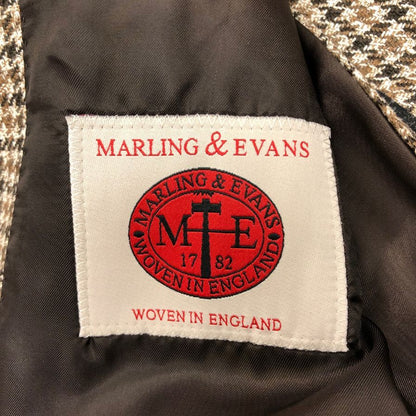 MARLING & EVANS
MARLING & EVANS
M E
17 82
WOVEN IN ENGLAND
WOVEN IN ENGLAND